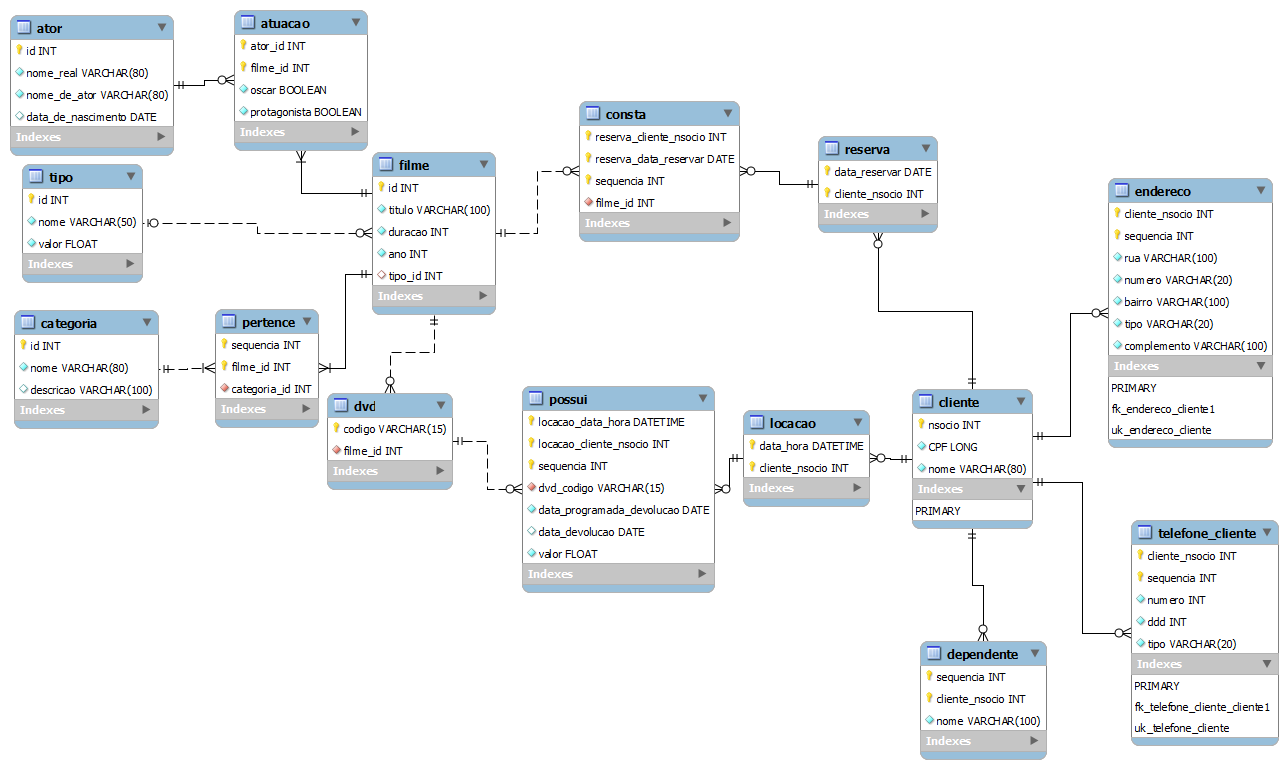 ator
id INT
nome_real VARCHAR(80)
nome_de_ator VARCHAR(80)
data_de_nascimento DATE
Indexes
atuacao
ator_id INT
filme_id INT
oscar BOOLEAN
protagonista BOOLEAN
Indexes
tipo
id INT
nome VARCHAR(50)
valor FLOAT
Indexes
filme
id INT
titulo VARCHAR(100)
duracao INT
ano INT
tipo_id INT
Indexes
consta
reserva_cliente_nsocio INT
reserva_data_reservar DATE
sequencia INT
filme_id INT
Indexes
reserva
data_reservar DATE
cliente_nsocio INT
Indexes
endereco
cliente_nsocio INT
sequencia INT
rua VARCHAR(100)
numero VARCHAR(20)
bairro VARCHAR(100)
tipo VARCHAR(20)
complemento VARCHAR(100)
Indexes
PRIMARY
fk_endereco_cliente1
uk_endereco_cliente
categoria
id INT
nome VARCHAR(80)
descricao VARCHAR(100)
Indexes
pertence
sequencia INT
filme_id INT
categoria_id INT
Indexes
dvd
codigo VARCHAR(15)
filme_id INT
Indexes
possui
locacao_data_hora DATETIME
locacao_cliente_nsocio INT
sequencia INT
dvd_codigo VARCHAR(15)
data_programada_devolucao DATE
data_devolucao DATE
valor FLOAT
Indexes
locacao
data_hora DATETIME
cliente_nsocio INT
Indexes
cliente
nsocio INT
CPF LONG
nome VARCHAR(80)
Indexes
PRIMARY
telefone_cliente
cliente_nsocio INT
sequencia INT
numero INT
ddd INT
tipo VARCHAR(20)
Indexes
PRIMARY
fk_telefone_cliente_cliente1
uk_telefone_cliente
dependente
sequencia INT
cliente_nsocio INT
nome VARCHAR(100)
Indexes